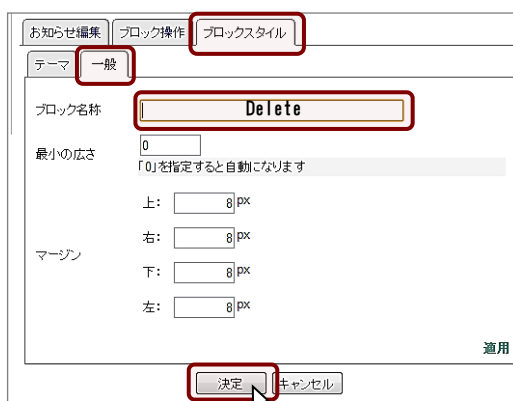 お知らせ編集 ブロック操作 ブロックスタイル
テーマ 一般
ブロック名称 Delete
最小の広さ 0
「0」を指定すると自動になります
上: 8 px
右: 8 px
マージン
下: 8 px
左: 8 px
適用
決定 キャンセル